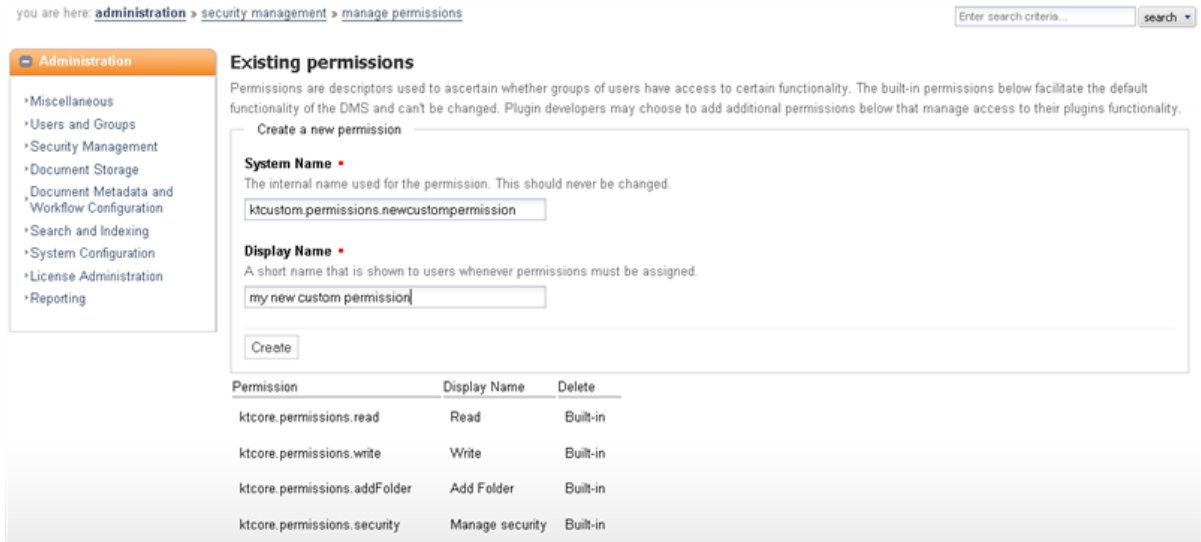 you are here: administration » security management » manage permissions
Enter search criteria...
search
Administration
Miscellaneous
Users and Groups
Security Management
Document Storage
Document Metadata and
Workflow Configuration
Search and Indexing
System Configuration
License Administration
Reporting
Existing permissions
Permissions are descriptors used to ascertain whether groups of users have access to certain functionality. The built-in permissions below facilitate the default
functionality of the DMS and can't be changed. Plugin developers may choose to add additional permissions below that manage access to their plugins functionality.
Create a new permission
System Name
The internal name used for the permission. This should never be changed.
ktcustom.permissions.newcustompermission
Display Name
A short name that is shown to users whenever permissions must be assigned.
my new custom permission
Create
Permission Display Name Delete
ktcore.permissions.read Read Built-in
ktcore.permissions.write Write Built-in
ktcore.permissions.addFolder Add Folder Built-in
ktcore.permissions.security Manage security Built-in